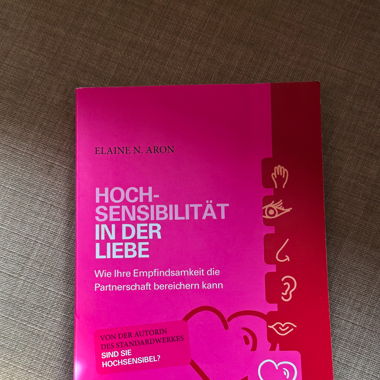 ELAINE N. ARON
HOCH-
SENSIBILITÄT
IN DER
LIEBE
Wie Ihre Empfindsamkeit die
Partnerschaft bereichern kann
VON DER AUTORIN
DES STANDARDWERKES
SIND SIE
HOCHSENSIBEL?